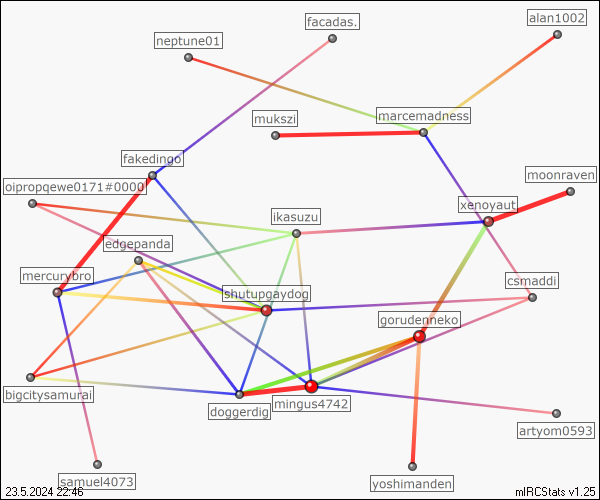 facadas.
alan1002
neptune01
marcemadness
mukszi
fakedingo
moonraven
oipropqewe0171#0000
xenoyaut
ikasuzu
edgepanda
mercurybro
csmaddi
shutupgaydog
gorudenneko
bigcitysamurai
mingus4742
doggerdig
artyom0593
samuel4073
yoshimanden
23.5.2024 22:46
mIRCStats v1.25